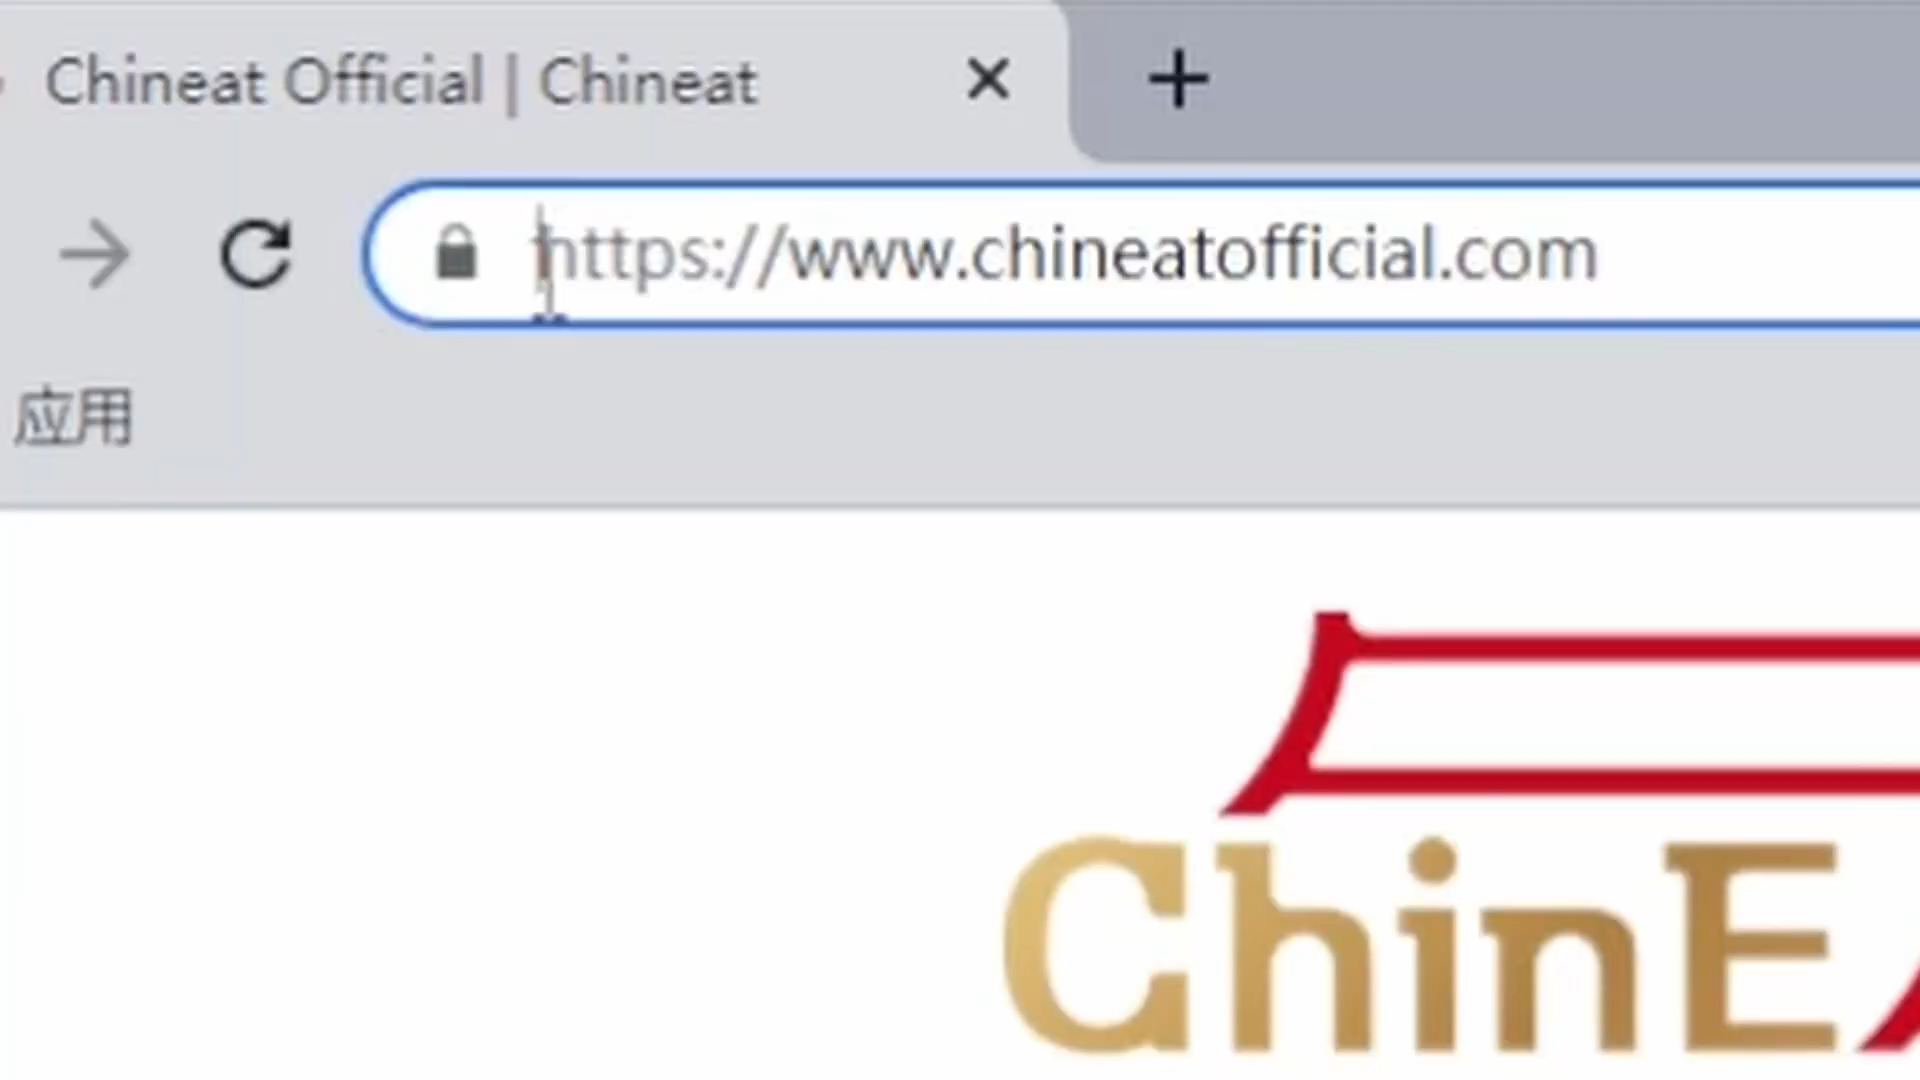 Chineat Official | Chineat
https://www.chineatofficial.com
应用
ChinE